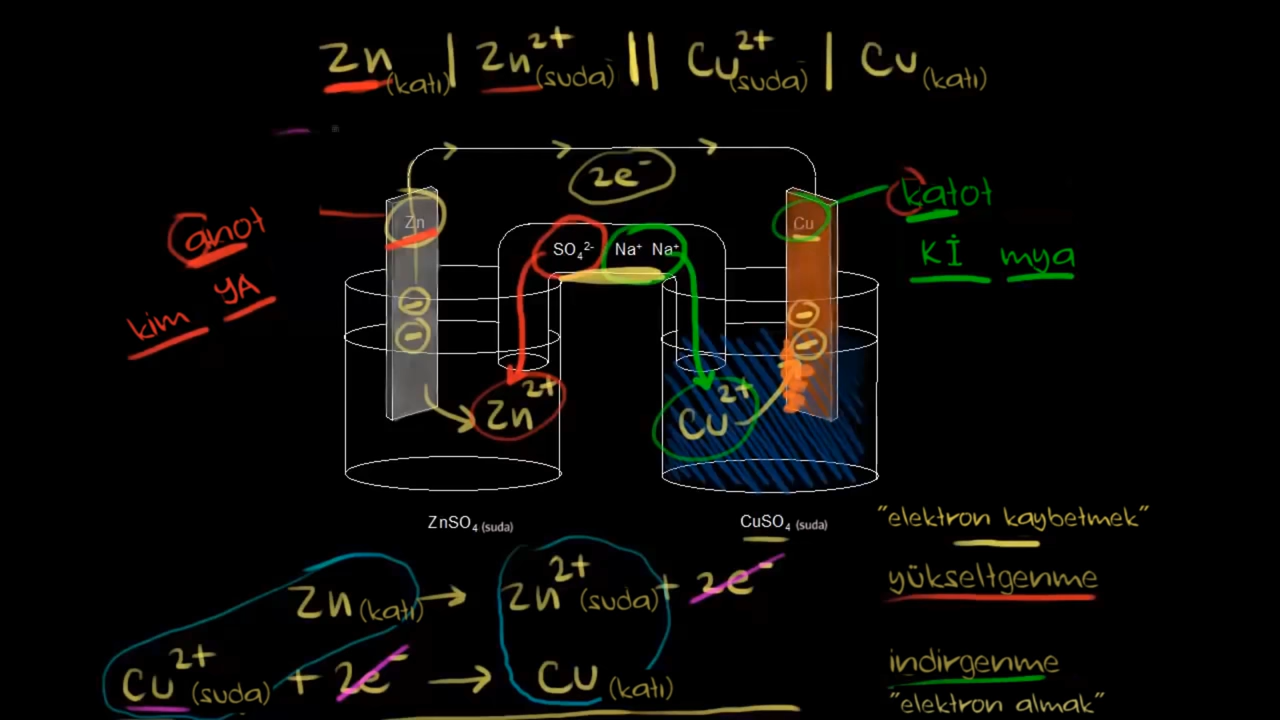 Zn(katı) | Zn²⁺(suda) || Cu²⁺(suda) | Cu(katı)
2e⁻
anot
kim YA
Zn
SO₄²⁻ Na⁺ Na⁺
Cu
katot
Kİ mya
Zn²⁺
Cu²⁺
ZnSO₄ (suda)
CuSO₄ (suda)
"elektron kaybetmek"
yükseltgenme
Zn(katı) → Zn²⁺(suda) + 2e⁻
Cu²⁺(suda) + 2e⁻ → Cu(katı)
indirgenme
"elektron almak"